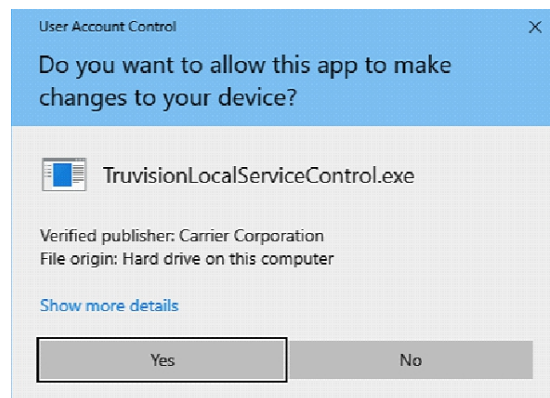 User Account Control
Do you want to allow this app to make
changes to your device?
TruvisionLocalServiceControl.exe
Verified publisher: Carrier Corporation
File origin: Hard drive on this computer
Show more details
Yes
No